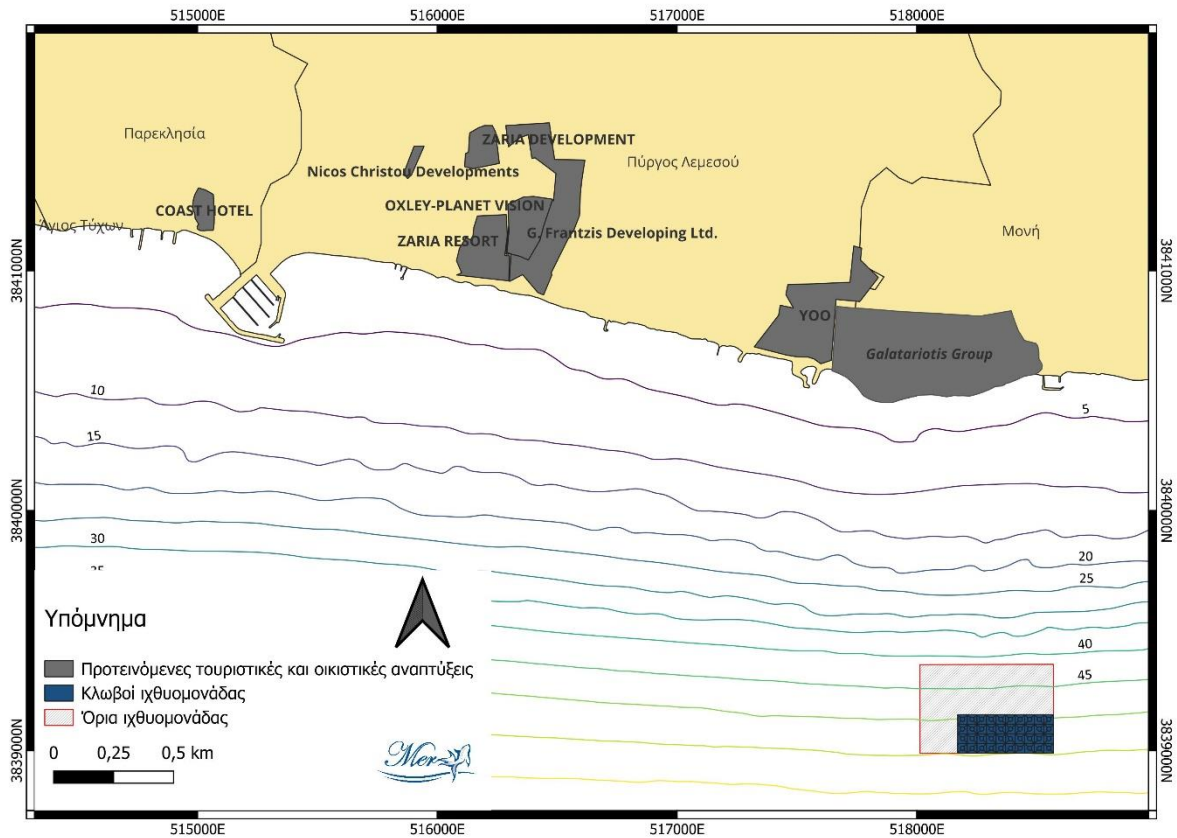 515000E
516000E
517000E
518000E
Παρεκλησία
ZARIA DEVELOPMENT
Πύργος Λεμεσού
Nicos Christou Developments
COAST HOTEL
OXLEY-PLANET VISION
Άγιος Τύχων
ZARIA RESORT
G. Frantzis Developing Ltd.
Μονή
3841000N
3841000N
YOO
Galatariotis Group
10
5
15
3840000N
3840000N
30
20
25
40
45
Υπόμνημα
Προτεινόμενες τουριστικές και οικιστικές αναπτύξεις
Κλωβοί ιχθυομονάδας
Όρια ιχθυομονάδας
0 0,25 0,5 km
Mer
3839000N
3839000N
515000E
516000E
517000E
518000E